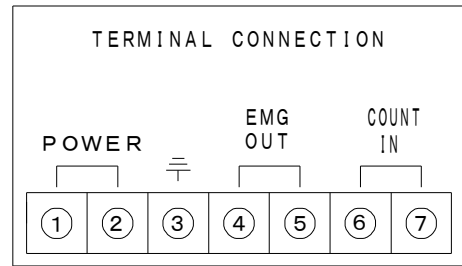 TERMINAL CONNECTION
POWER
EMG
OUT
COUNT
IN
① ② ③ ④ ⑤ ⑥ ⑦